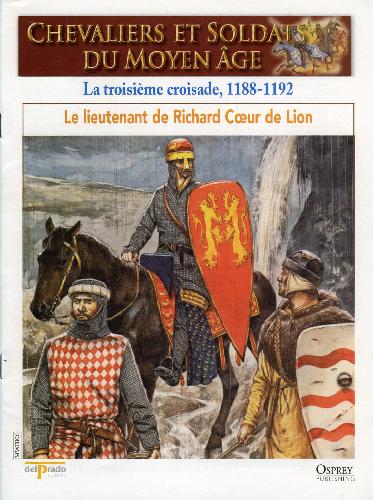 CHEVALIERS ET SOLDATS
DU MOYEN ÂGE
La troisième croisade, 1188-1192
Le lieutenant de Richard Cœur de Lion
delPrado
OSPREY
PUBLISHING